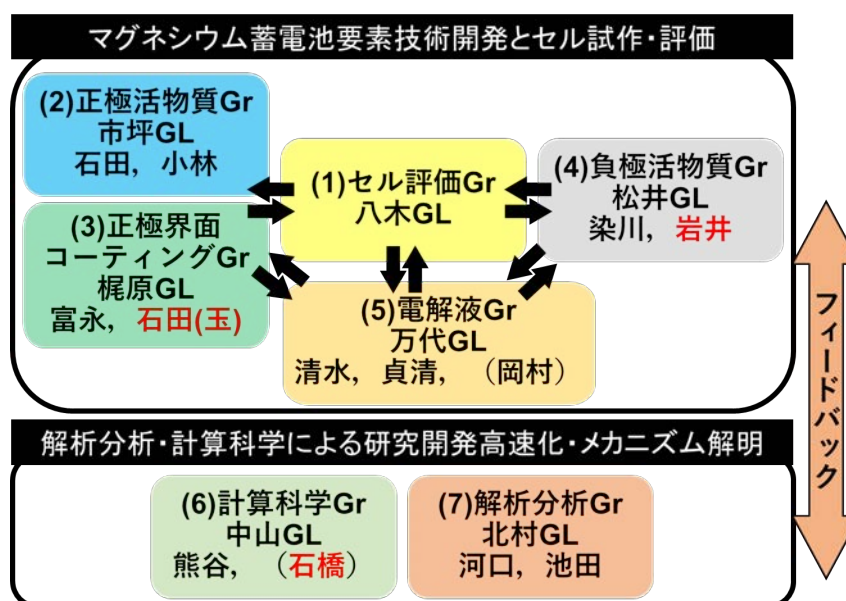 マグネシウム蓄電池要素技術開発とセル試作・評価
(2)正極活物質Gr
市坪GL
石田, 小林
(1)セル評価Gr
八木GL
(4)負極活物質Gr
松井GL
染川, 岩井
(3)正極界面
コーティングGr
梶原GL
富永, 石田(玉)
(5)電解液Gr
万代GL
清水, 貞清, （岡村）
フィードバック
解析分析・計算科学による研究開発高速化・メカニズム解明
(6)計算科学Gr
中山GL
熊谷, （石橋）
(7)解析分析Gr
北村GL
河口, 池田